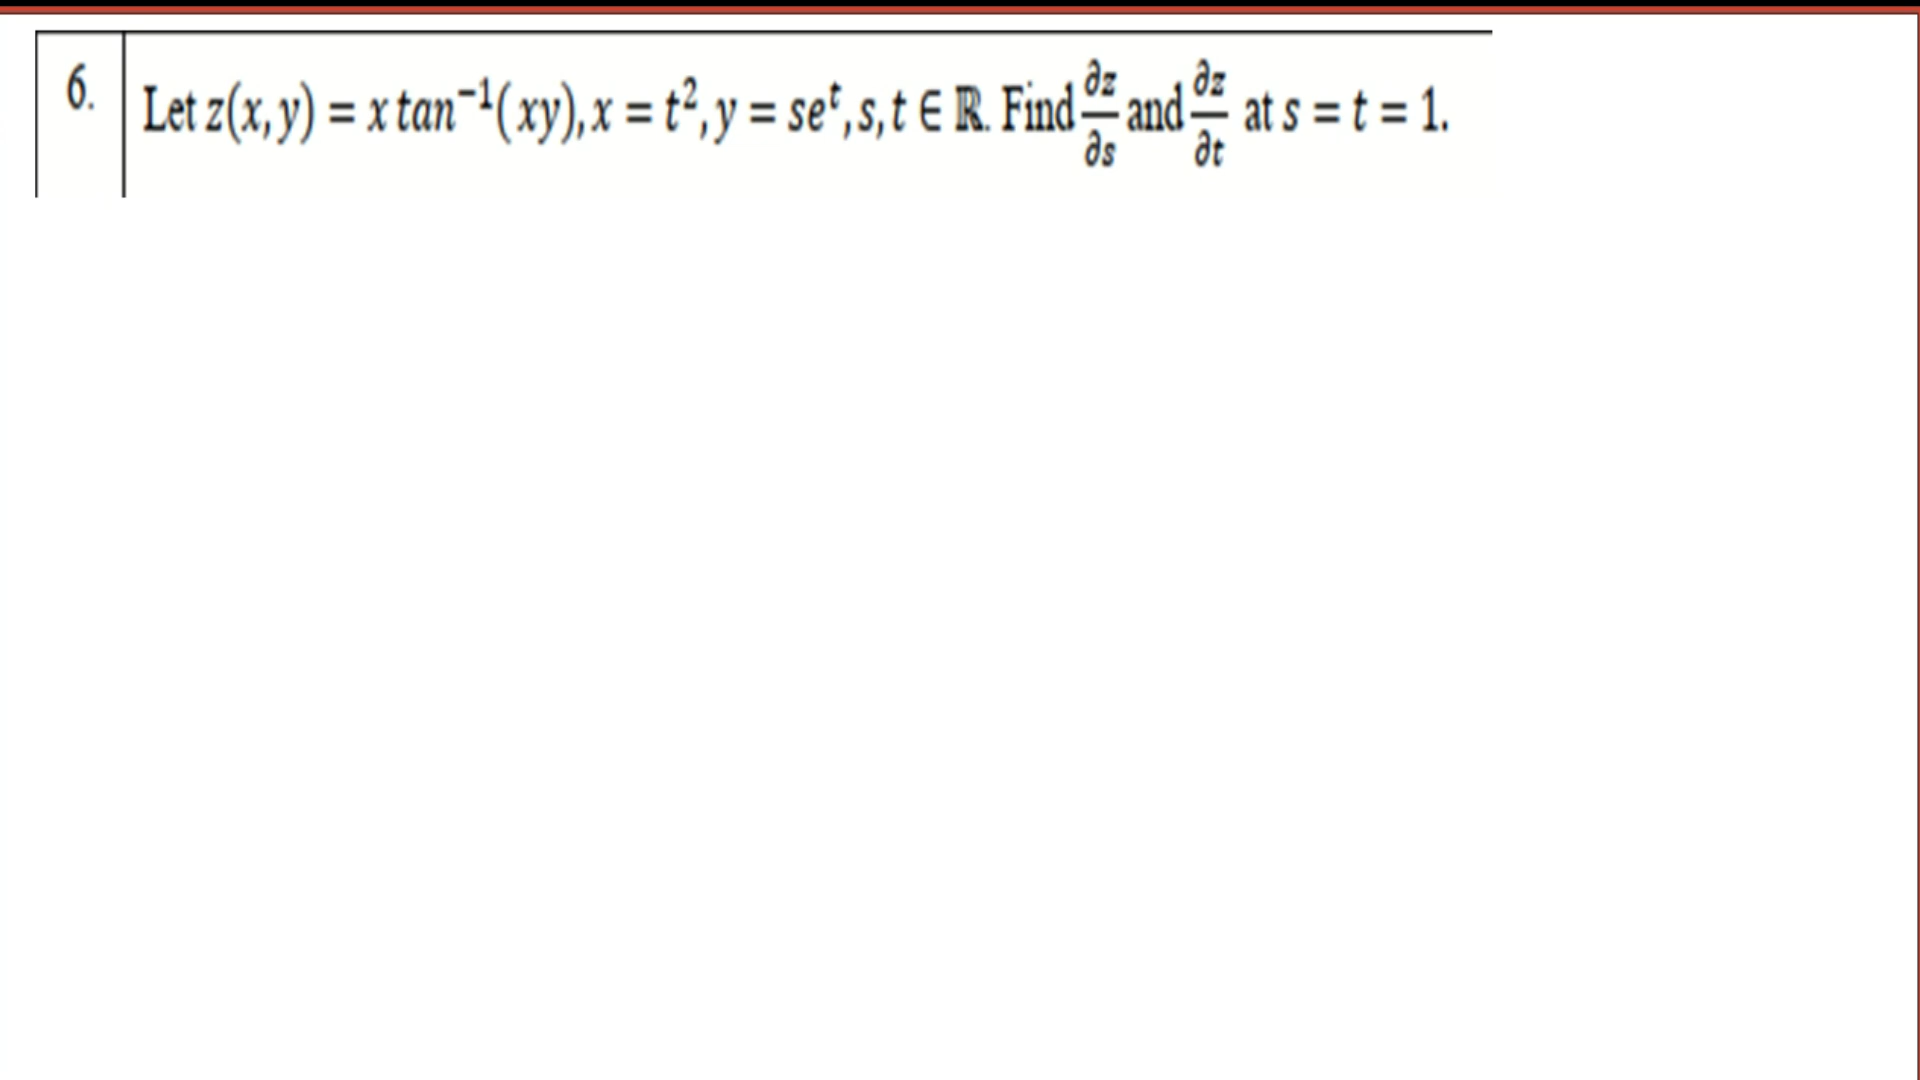 6. Let z(x, y) = x tan⁻¹(xy), x = t², y = seᵗ, s, t ∈ ℝ. Find ∂z/∂s and ∂z/∂t at s = t = 1.